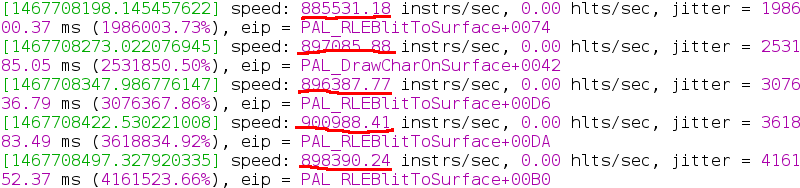 [1467708198.145457622] speed: 885531.18 instrs/sec, 0.00 hlts/sec, jitter = 1986
00.37 ms (1986003.73%), eip = PAL_RLEBlitToSurface+0074
[1467708273.022076945] speed: 897085.88 instrs/sec, 0.00 hlts/sec, jitter = 2531
85.05 ms (2531850.50%), eip = PAL_DrawCharOnSurface+0042
[1467708347.986776147] speed: 896387.77 instrs/sec, 0.00 hlts/sec, jitter = 3076
36.79 ms (3076367.86%), eip = PAL_RLEBlitToSurface+00D6
[1467708422.530221008] speed: 900988.41 instrs/sec, 0.00 hlts/sec, jitter = 3618
83.49 ms (3618834.92%), eip = PAL_RLEBlitToSurface+00DA
[1467708497.327920335] speed: 898390.24 instrs/sec, 0.00 hlts/sec, jitter = 4161
52.37 ms (4161523.66%), eip = PAL_RLEBlitToSurface+00B0